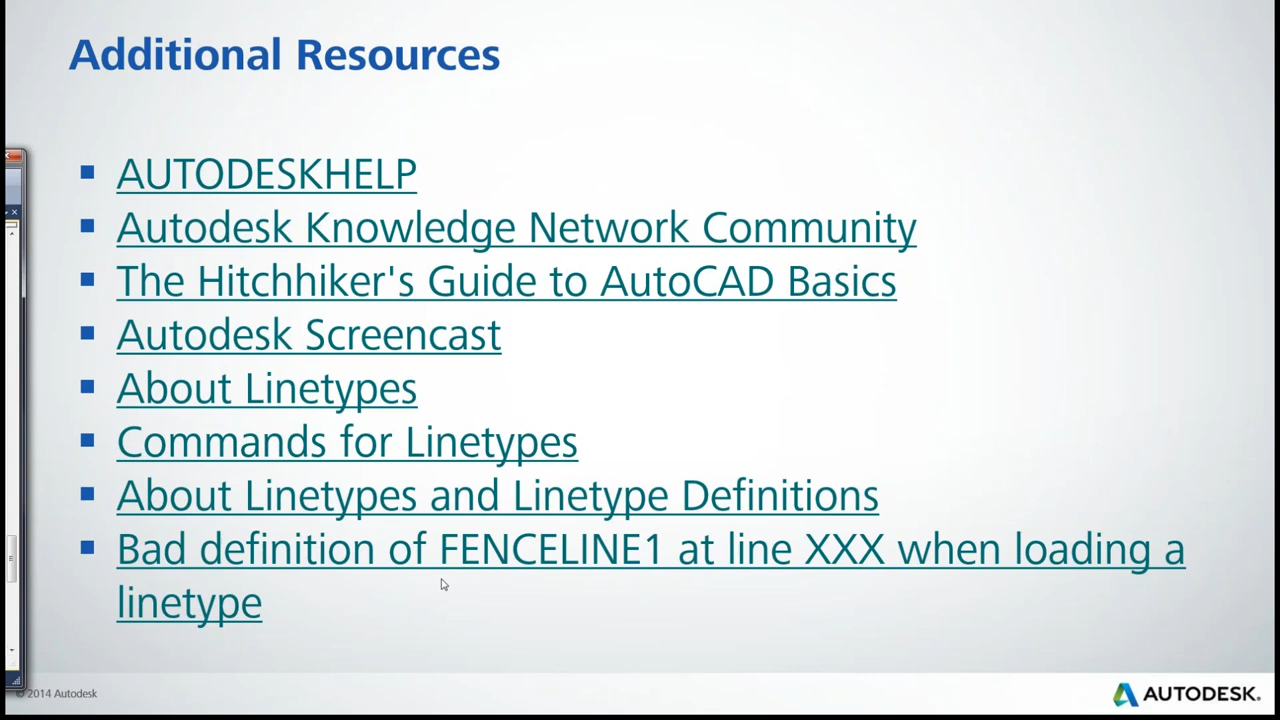 Additional Resources
AUTODESKHELP
Autodesk Knowledge Network Community
The Hitchhiker's Guide to AutoCAD Basics
Autodesk Screencast
About Linetypes
Commands for Linetypes
About Linetypes and Linetype Definitions
Bad definition of FENCELINE1 at line XXX when loading a
linetype
© 2014 Autodesk
AUTODESK.